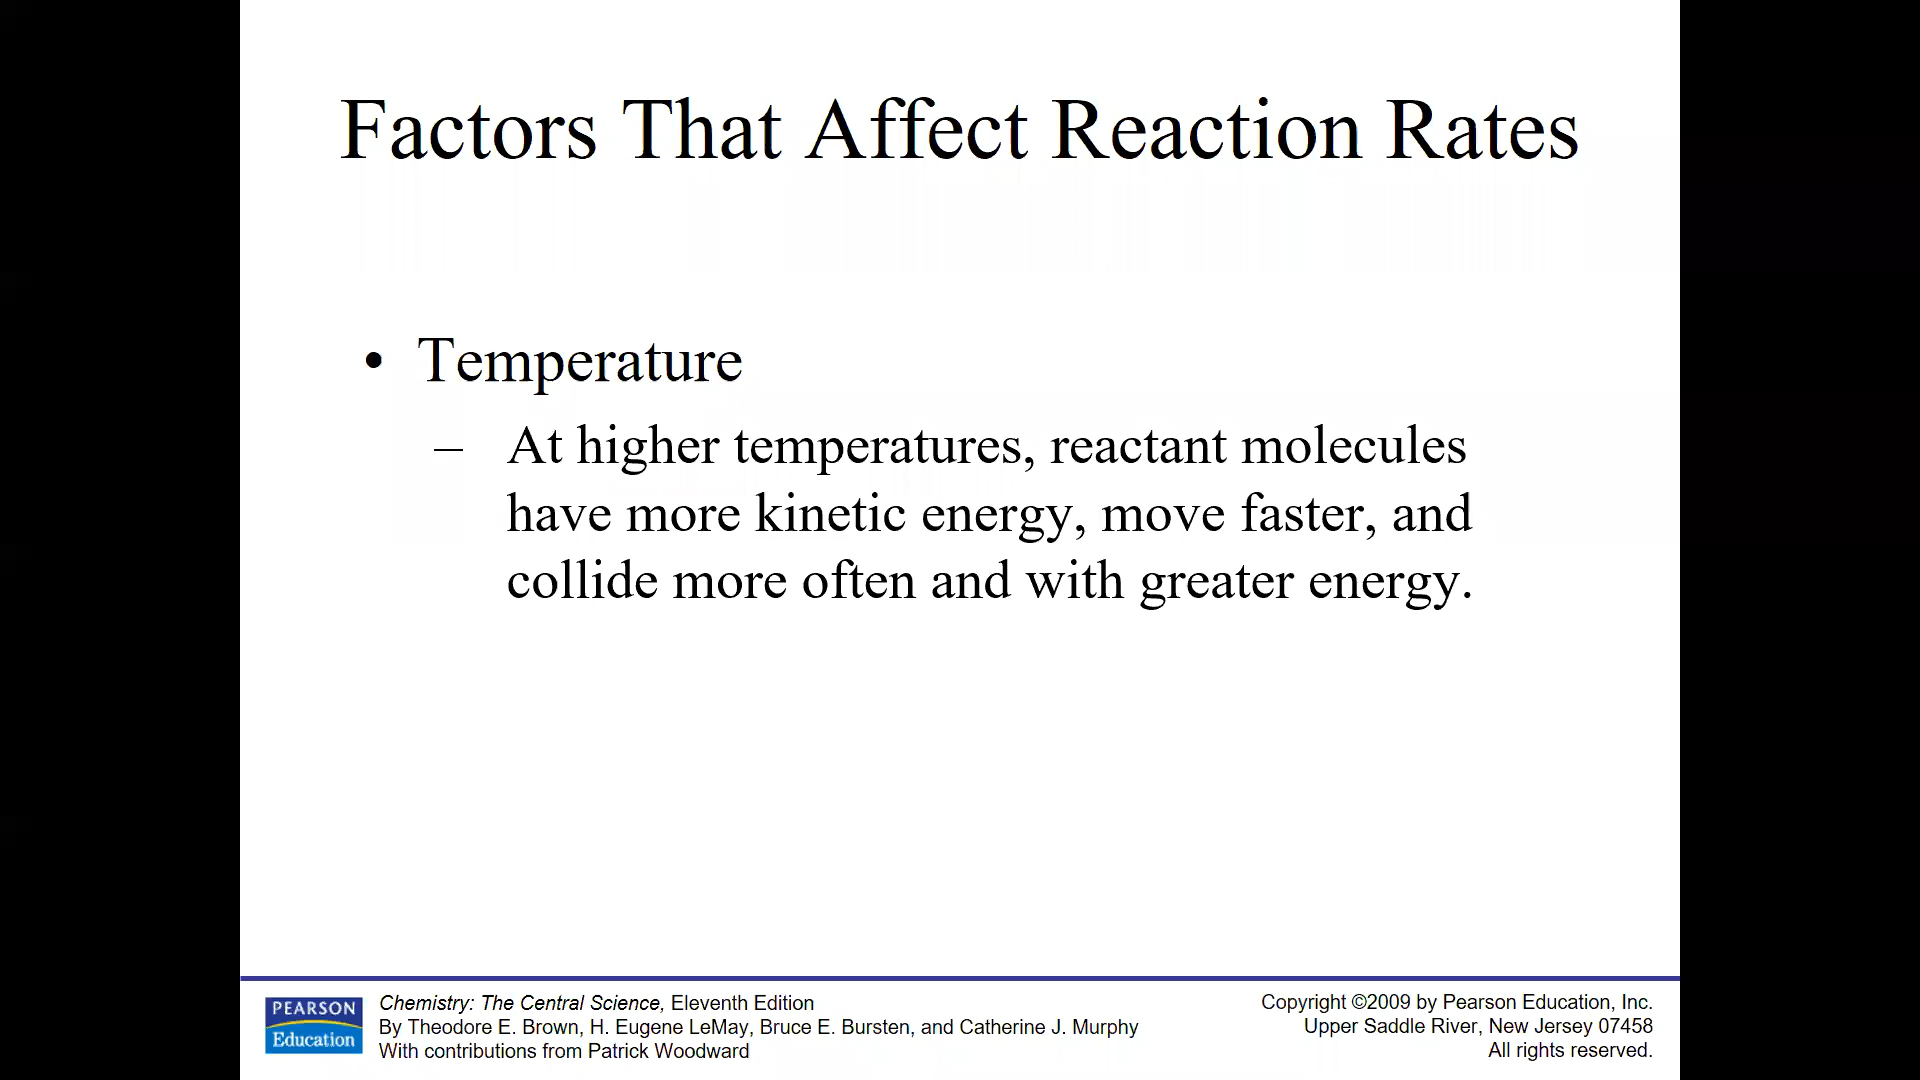 Factors That Affect Reaction Rates
• Temperature
– At higher temperatures, reactant molecules
have more kinetic energy, move faster, and
collide more often and with greater energy.
PEARSON
Education
Chemistry: The Central Science, Eleventh Edition
By Theodore E. Brown, H. Eugene LeMay, Bruce E. Bursten, and Catherine J. Murphy
With contributions from Patrick Woodward
Copyright ©2009 by Pearson Education, Inc.
Upper Saddle River, New Jersey 07458
All rights reserved.